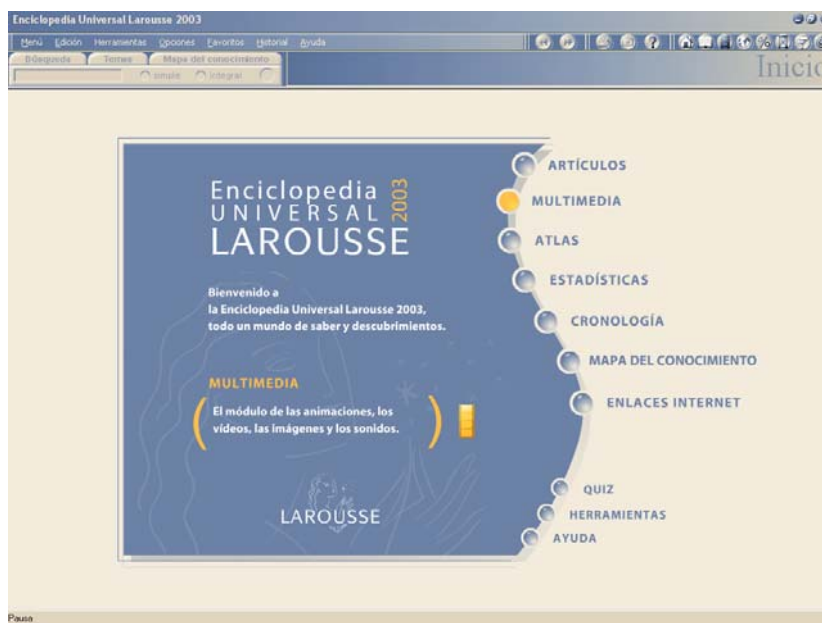 Enciclopedia Universal Larousse 2003
Menú Edición Herramientas Opciones Favoritos Historial Ayuda
Búsqueda Temas Mapa del conocimiento
simple integral
Inicio
Enciclopedia
UNIVERSAL
LAROUSSE
2003
Bienvenido a
la Enciclopedia Universal Larousse 2003,
todo un mundo de saber y descubrimientos.
MULTIMEDIA
El módulo de las animaciones, los
vídeos, las imágenes y los sonidos.
LAROUSSE
ARTÍCULOS
MULTIMEDIA
ATLAS
ESTADÍSTICAS
CRONOLOGÍA
MAPA DEL CONOCIMIENTO
ENLACES INTERNET
QUIZ
HERRAMIENTAS
AYUDA
Pausa